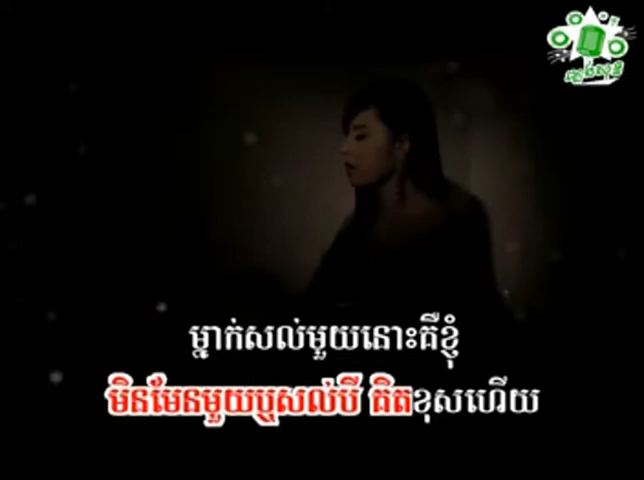 ម្នាក់សល់មួយនោះគឺខ្ញុំ
មិនមែនមួយឬសល់បី គិតខុសហើយ